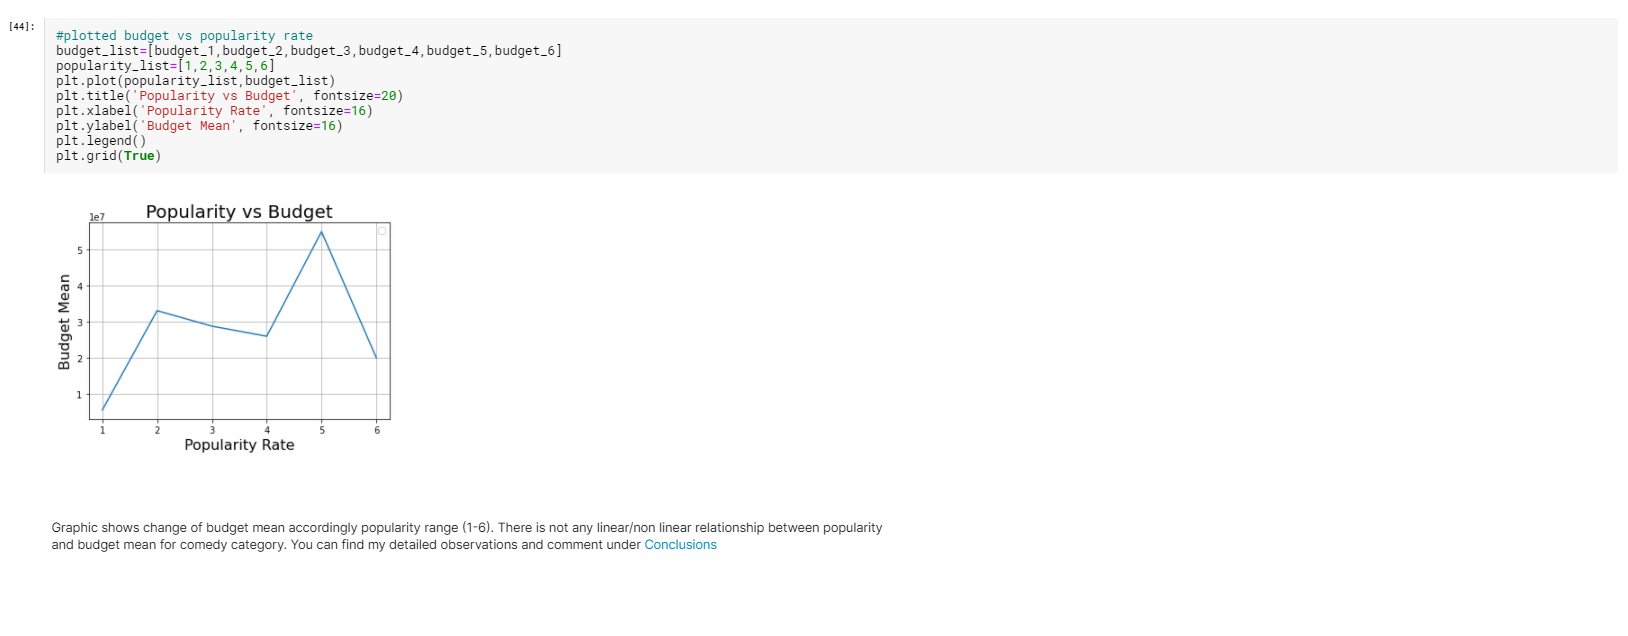 [44]:
#plotted budget vs popularity rate
budget_list=[budget_1,budget_2,budget_3,budget_4,budget_5,budget_6]
popularity_list=[1,2,3,4,5,6]
plt.plot(popularity_list,budget_list)
plt.title('Popularity vs Budget', fontsize=20)
plt.xlabel('Popularity Rate', fontsize=16)
plt.ylabel('Budget Mean', fontsize=16)
plt.legend()
plt.grid(True)
Popularity vs Budget
1e7
5
4
3
2
1
Budget Mean
1 2 3 4 5 6
Popularity Rate
Graphic shows change of budget mean accordingly popularity range (1-6). There is not any linear/non linear relationship between popularity
and budget mean for comedy category. You can find my detailed observations and comment under Conclusions